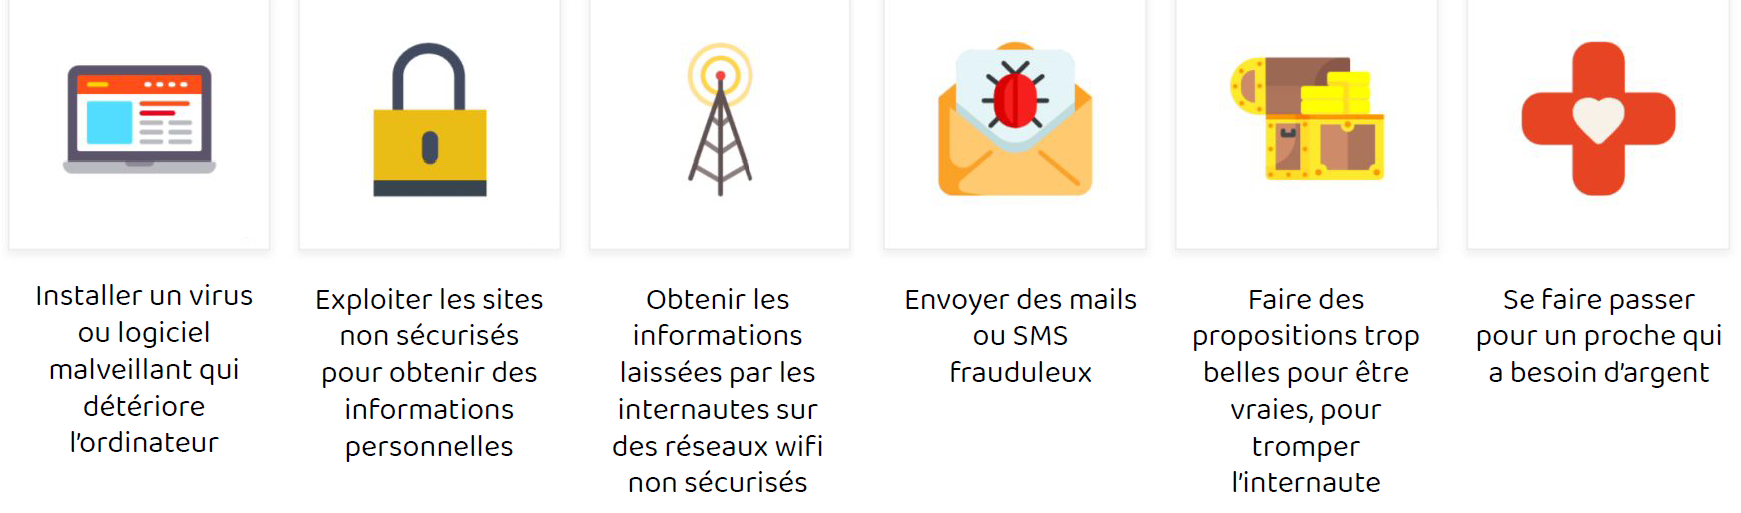 Installer un virus
ou logiciel
malveillant qui
détériore
l'ordinateur
Exploiter les sites
non sécurisés
pour obtenir des
informations
personnelles
Obtenir les
informations
laissées par les
internautes sur
des réseaux wifi
non sécurisés
Envoyer des mails
ou SMS
frauduleux
Faire des
propositions trop
belles pour être
vraies, pour
tromper
l'internaute
Se faire passer
pour un proche qui
a besoin d'argent